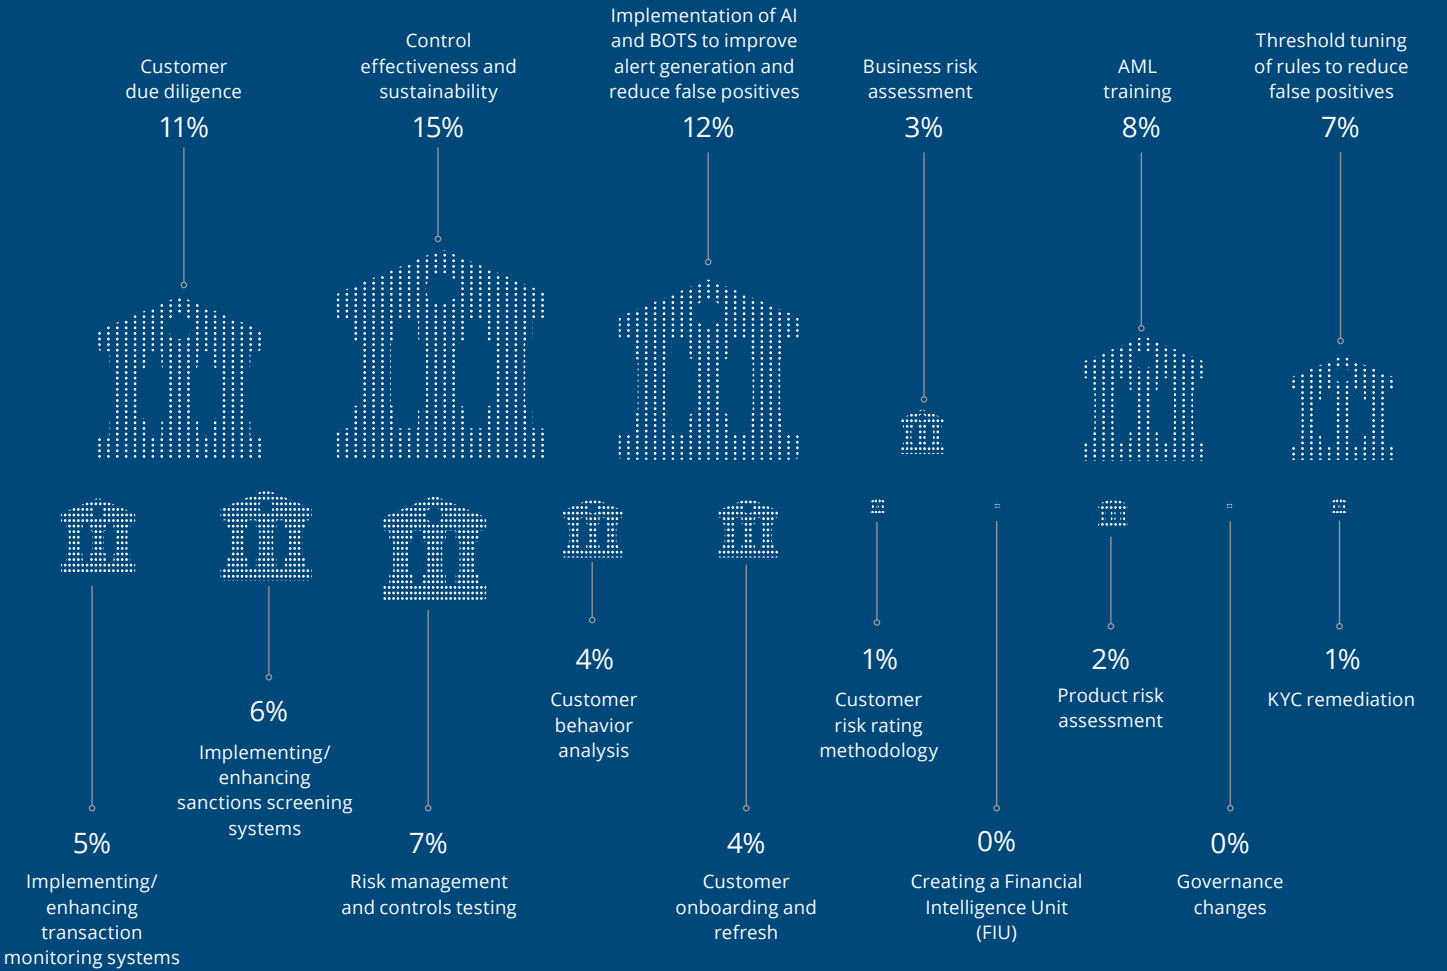 Customer
due diligence
11%
Control
effectiveness and
sustainability
15%
Implementation of AI
and BOTS to improve
alert generation and
reduce false positives
12%
Business risk
assessment
3%
AML
training
8%
Threshold tuning
of rules to reduce
false positives
7%
5%
Implementing/
enhancing
transaction
monitoring systems
6%
Implementing/
enhancing
sanctions screening
systems
7%
Risk management
and controls testing
4%
Customer
behavior
analysis
4%
Customer
onboarding and
refresh
1%
Customer
risk rating
methodology
0%
Creating a Financial
Intelligence Unit
(FIU)
2%
Product risk
assessment
0%
Governance
changes
1%
KYC remediation